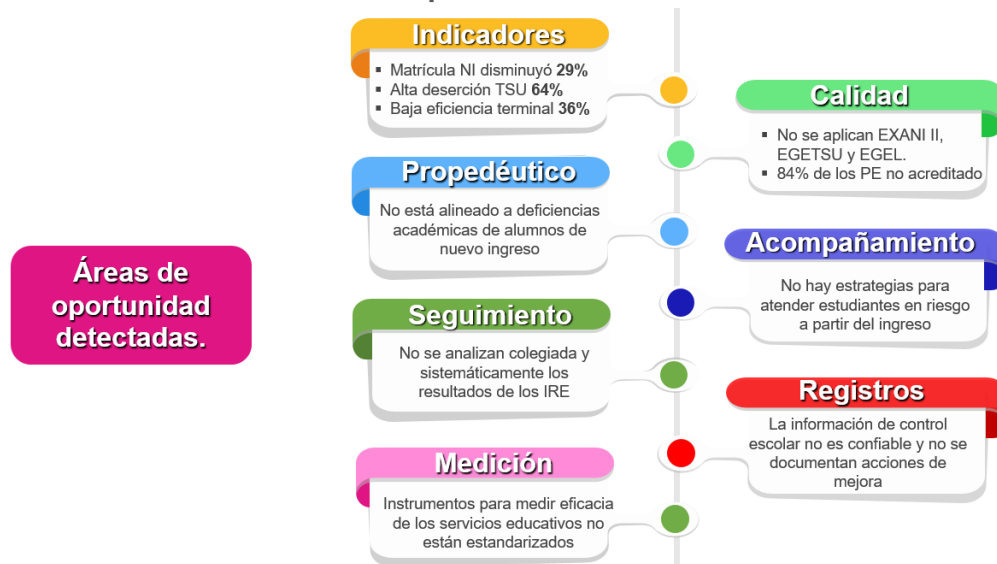 Áreas de
oportunidad
detectadas.
Indicadores
▪ Matrícula NI disminuyó 29%
▪ Alta deserción TSU 64%
▪ Baja eficiencia terminal 36%
Calidad
▪ No se aplican EXANI II,
EGETSU y EGEL.
▪ 84% de los PE no acreditado
Propedéutico
No está alineado a deficiencias
académicas de alumnos de
nuevo ingreso
Acompañamiento
No hay estrategias para
atender estudiantes en riesgo
a partir del ingreso
Seguimiento
No se analizan colegiada y
sistemáticamente los
resultados de los IRE
Registros
La información de control
escolar no es confiable y no se
documentan acciones de
mejora
Medición
Instrumentos para medir eficacia
de los servicios educativos no
están estandarizados